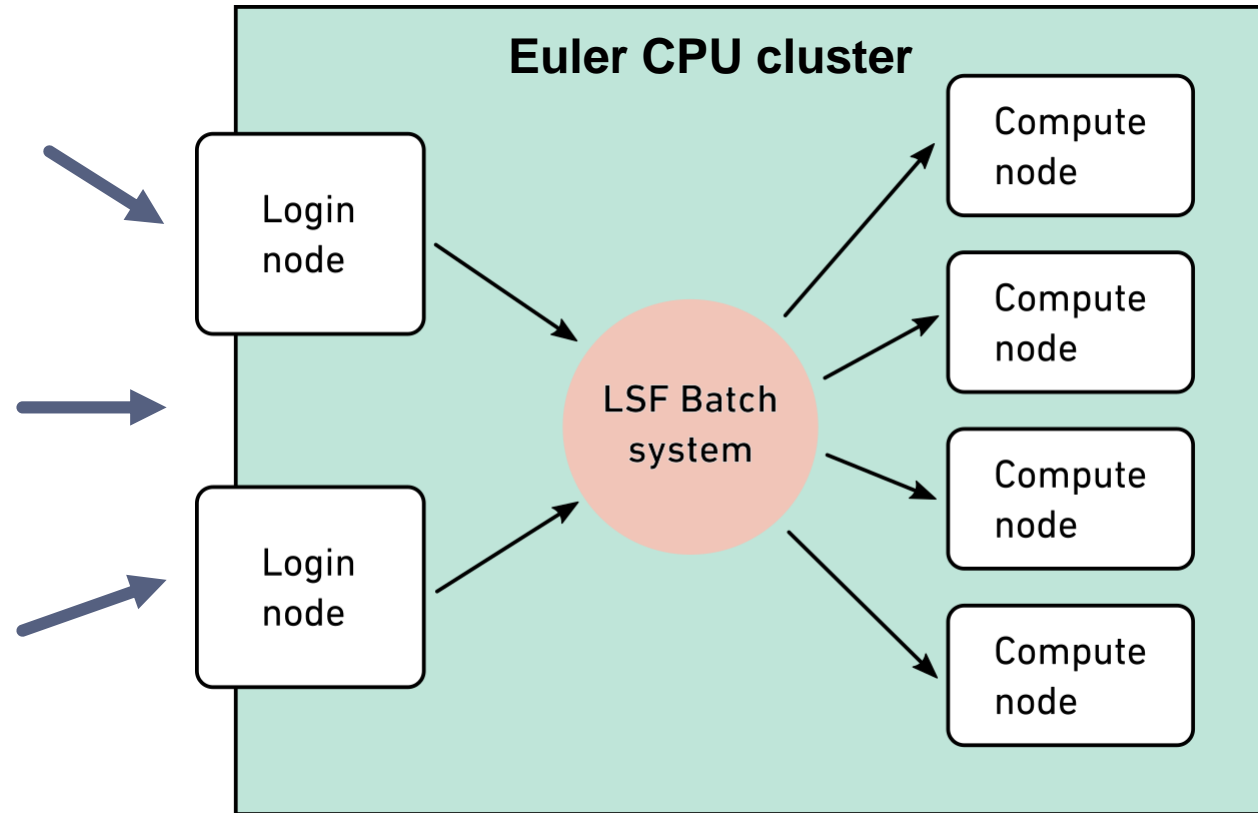 Euler CPU cluster
Login
node
Login
node
LSF Batch
system
Compute
node
Compute
node
Compute
node
Compute
node